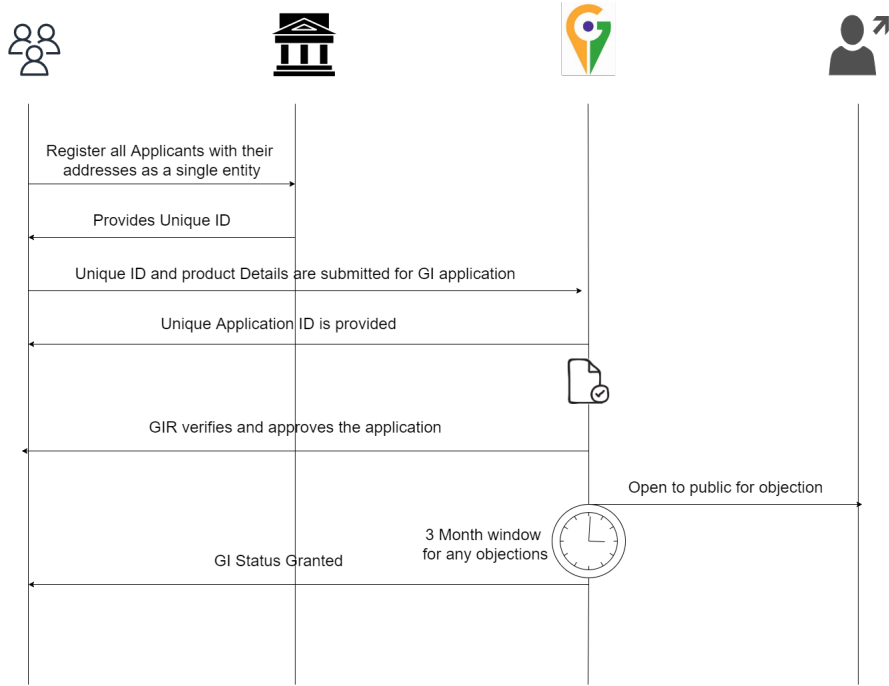 Register all Applicants with their
addresses as a single entity
Provides Unique ID
Unique ID and product Details are submitted for GI application
Unique Application ID is provided
GIR verifies and approves the application
Open to public for objection
3 Month window
for any objections
GI Status Granted